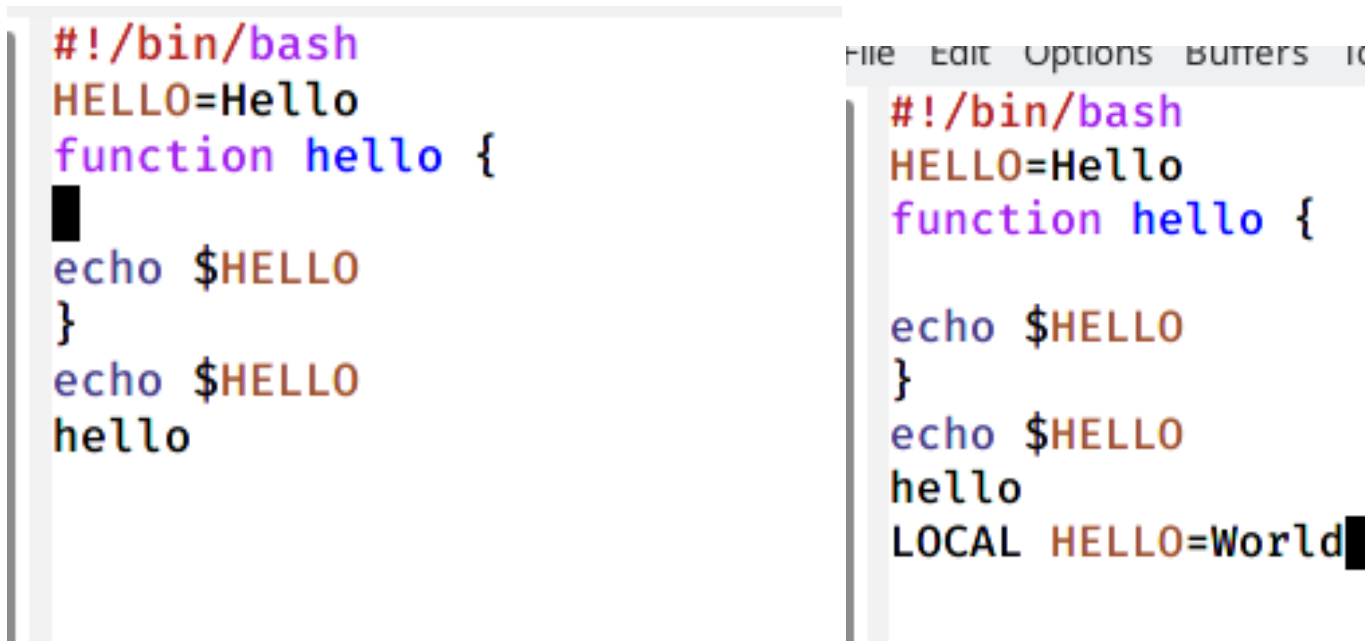 #!/bin/bash
HELLO=Hello
function hello {
echo $HELLO
}
echo $HELLO
hello
File Edit Options Buffers
#!/bin/bash
HELLO=Hello
function hello {
echo $HELLO
}
echo $HELLO
hello
LOCAL HELLO=World